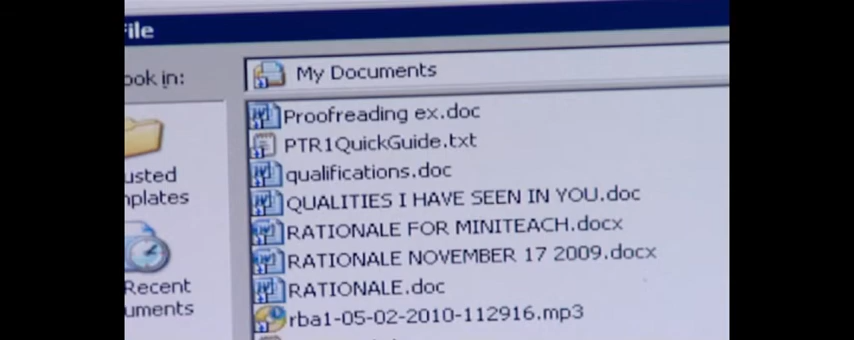 File
ook in:
My Documents
Proofreading ex.doc
PTR1QuickGuide.txt
qualifications.doc
QUALITIES I HAVE SEEN IN YOU.doc
RATIONALE FOR MINITEACH.docx
RATIONALE NOVEMBER 17 2009.docx
RATIONALE.doc
rba1-05-02-2010-112916.mp3
usted
nplates
Recent
uments